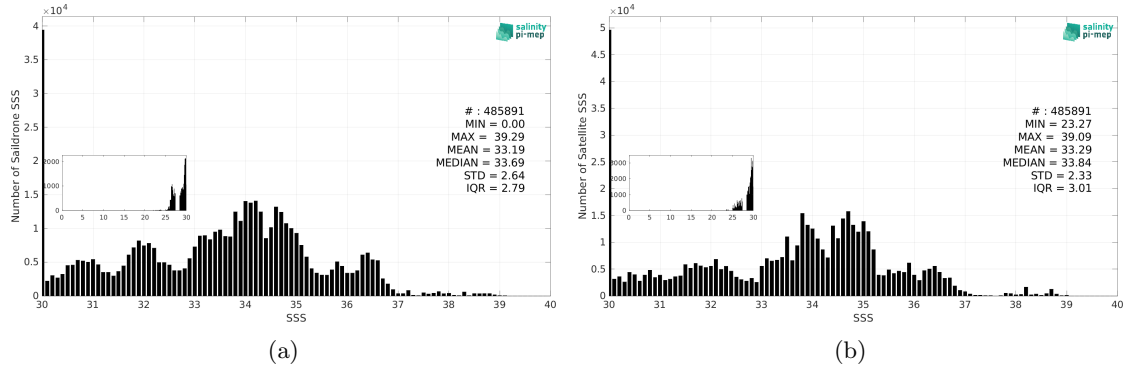 ×10⁴
4
3.5
3
2.5
2
1.5
1
0.5
0
Number of Saildrone SSS
salinity
pi-mep
# : 485891
MIN = 0.00
MAX = 39.29
MEAN = 33.19
MEDIAN = 33.69
STD = 2.64
IQR = 2.79
2000
1000
0
0 5 10 15 20 25 30
30 31 32 33 34 35 36 37 38 39 40
SSS
(a)
×10⁴
5
4.5
4
3.5
3
2.5
2
1.5
1
0.5
0
Number of Satellite SSS
salinity
pi-mep
# : 485891
MIN = 23.27
MAX = 39.09
MEAN = 33.29
MEDIAN = 33.84
STD = 2.33
IQR = 3.01
3000
2000
1000
0
0 5 10 15 20 25 30
30 31 32 33 34 35 36 37 38 39 40
SSS
(b)